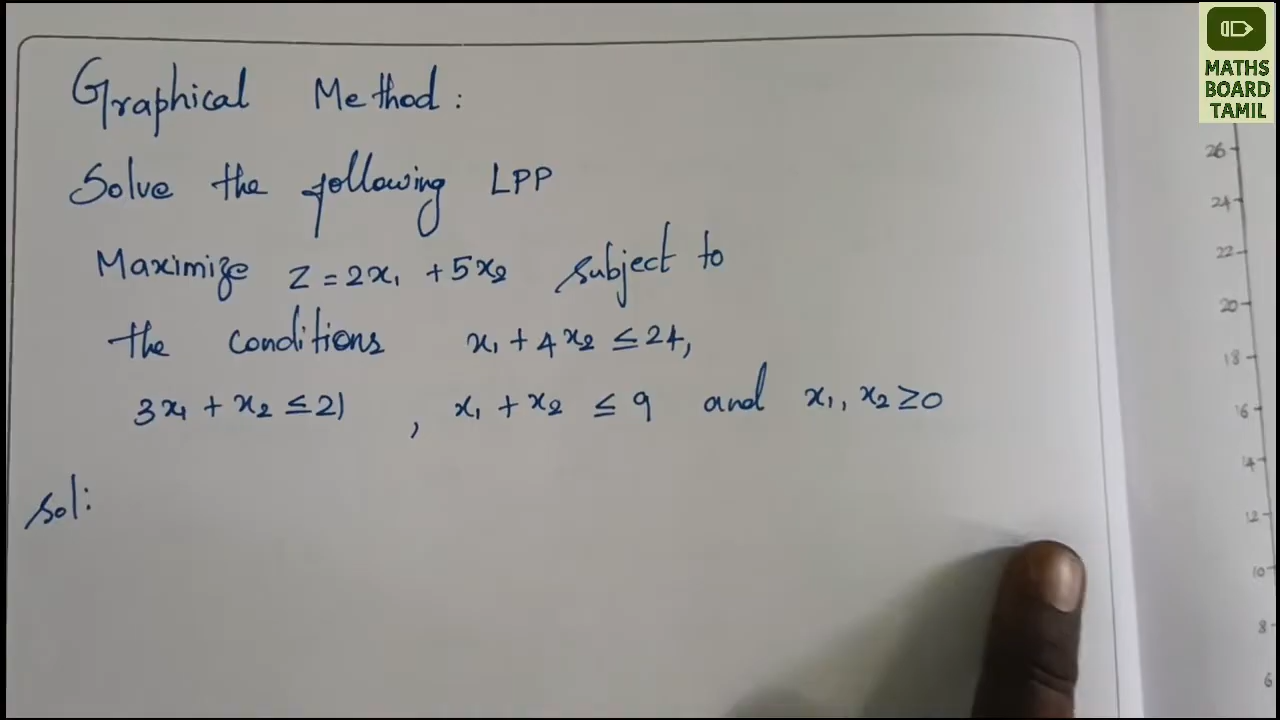 Graphical Method:
Solve the following LPP
Maximize Z = 2x₁ + 5x₂ subject to
the conditions x₁ + 4x₂ ≤ 24,
3x₁ + x₂ ≤ 21, x₁ + x₂ ≤ 9 and x₁, x₂ ≥ 0
sol:
MATHS
BOARD
TAMIL
26
24
22
20
18
16
14
12
10
8
6